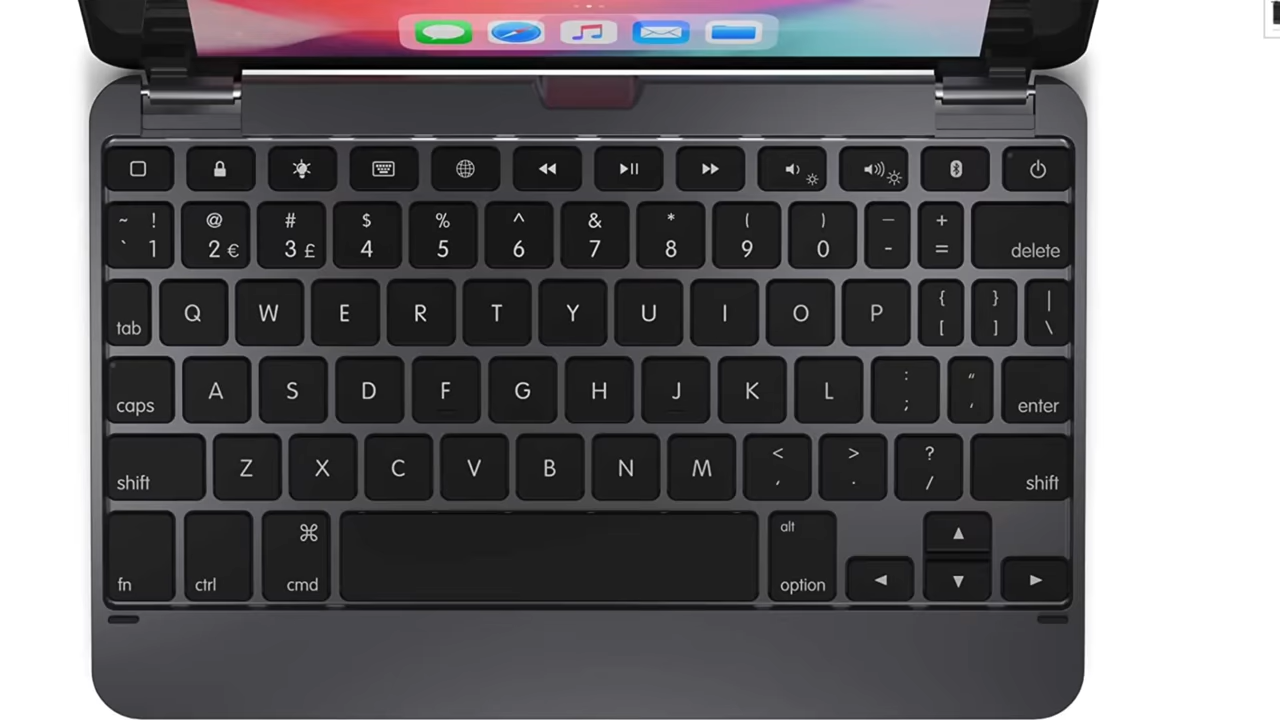 ~ ! @ # $ % ^ & * ( ) — +
` 1 2 € 3 £ 4 5 6 7 8 9 0 - = delete
tab Q W E R T Y U I O P { [ } ] | \
caps A S D F G H J K L : ; “ ‘ enter
shift Z X C V B N M < , > . ? / shift
⌘ alt
fn ctrl cmd option